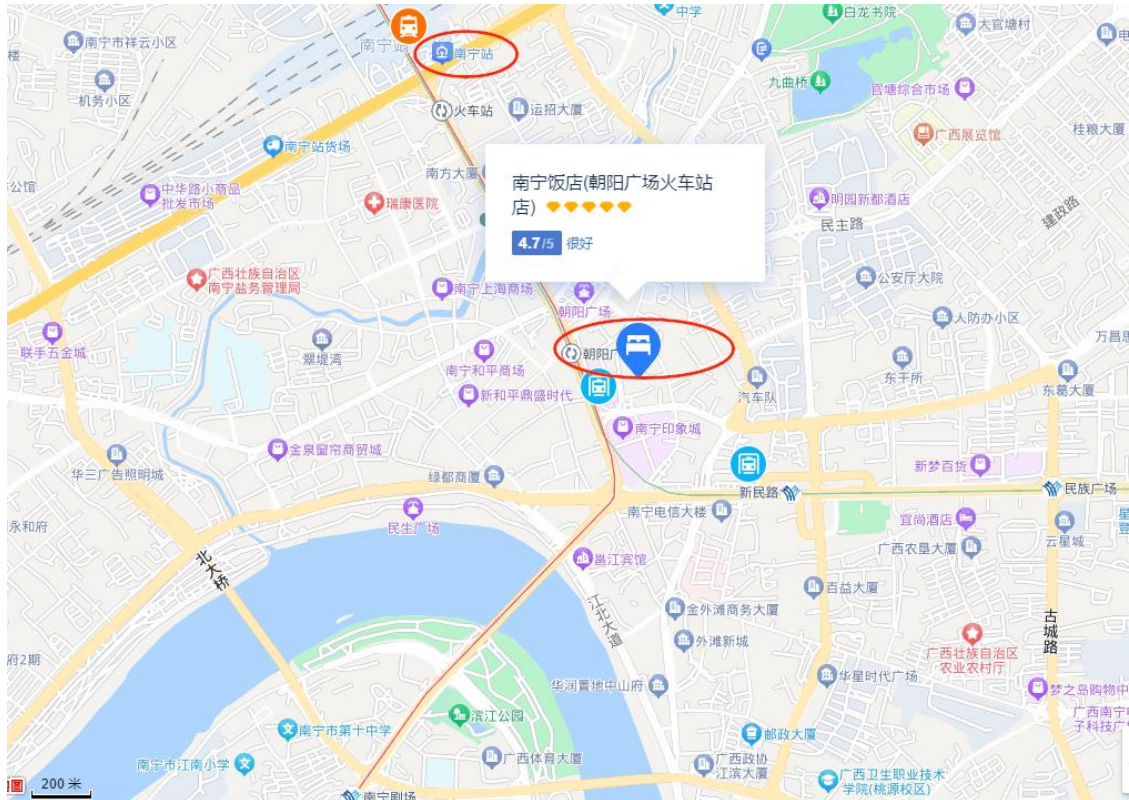 中学
白龙书院
大官塘村
南宁市祥云小区
南宁站
南宁站
九曲桥
官塘综合市场
机务小区
火车站
运招大厦
广西展览馆
桂粮大厦
南宁站货场
南方大厦
公馆
中华路小商品
批发市场
瑞康医院
南宁饭店(朝阳广场火车站
店)
4.7/5 很好
明园新都酒店
民主路
建政路
广西壮族自治区
南宁盐务管理局
南宁上海商场
朝阳广场
公安厅大院
人防办小区
联手五金城
翠堤湾
南宁和平商场
朝阳广
万昌
东干所
新和平鼎盛时代
汽车队
东葛大厦
南宁印象城
金泉窗帘商贸城
华三广告照明城
绿都商厦
新梦百货
新民路
民族广场
永和府
民生广场
南宁电信大楼
宜尚酒店
云星城
广西农垦大厦
北大桥
邕江宾馆
百益大厦
江北大道
金外滩商务大厦
古城路
外滩新城
广西壮族自治区
农业农村厅
府2期
华润置地中山府
华星时代广场
梦之岛购物中
滨江公园
广西南宁
子科技广
南宁市第十中学
邮政大厦
南宁市江南小学
广西体育大厦
广西政协
江滨大厦
广西卫生职业技术
学院(桃源校区)
200 米
南宁剧场